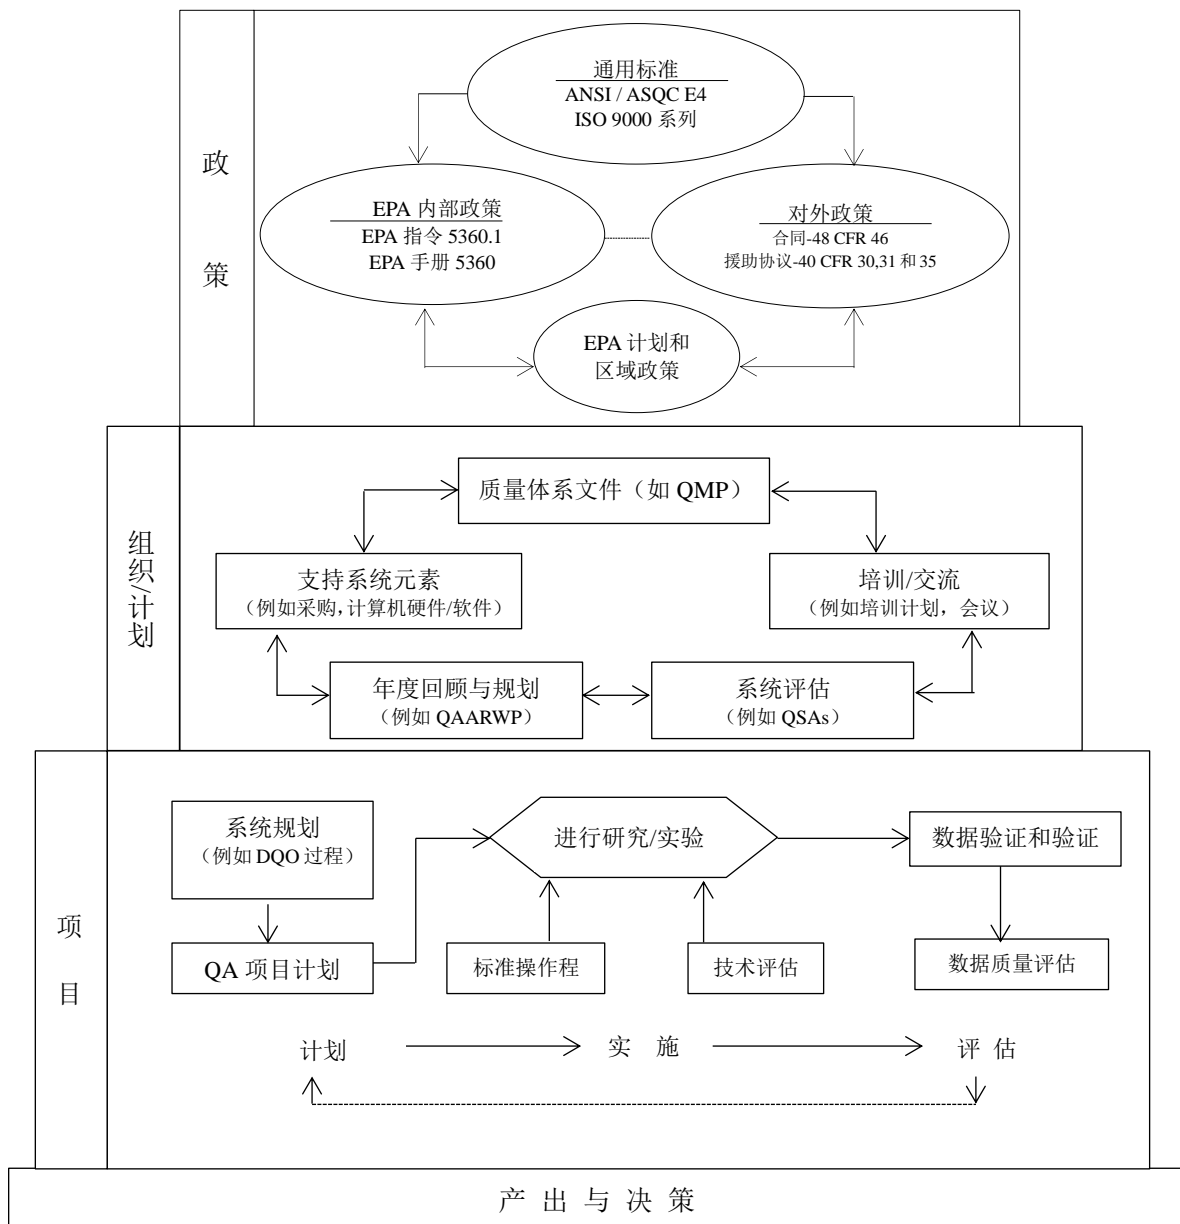 政
策
通用标准
ANSI / ASQC E4
ISO 9000 系列
EPA 内部政策
EPA 指令 5360.1
EPA 手册 5360
对外政策
合同-48 CFR 46
援助协议-40 CFR 30,31 和 35
EPA 计划和
区域政策
组织/计划
质量体系文件（如 QMP）
支持系统元素
（例如采购，计算机硬件/软件）
培训/交流
（例如培训计划，会议）
年度回顾与规划
（例如 QAARWP）
系统评估
（例如 QSAs）
项
目
系统规划
（例如 DQO 过程）
进行研究/实验
数据验证和验证
QA 项目计划
标准操作程
技术评估
数据质量评估
计划
实 施
评 估
产 出 与 决 策